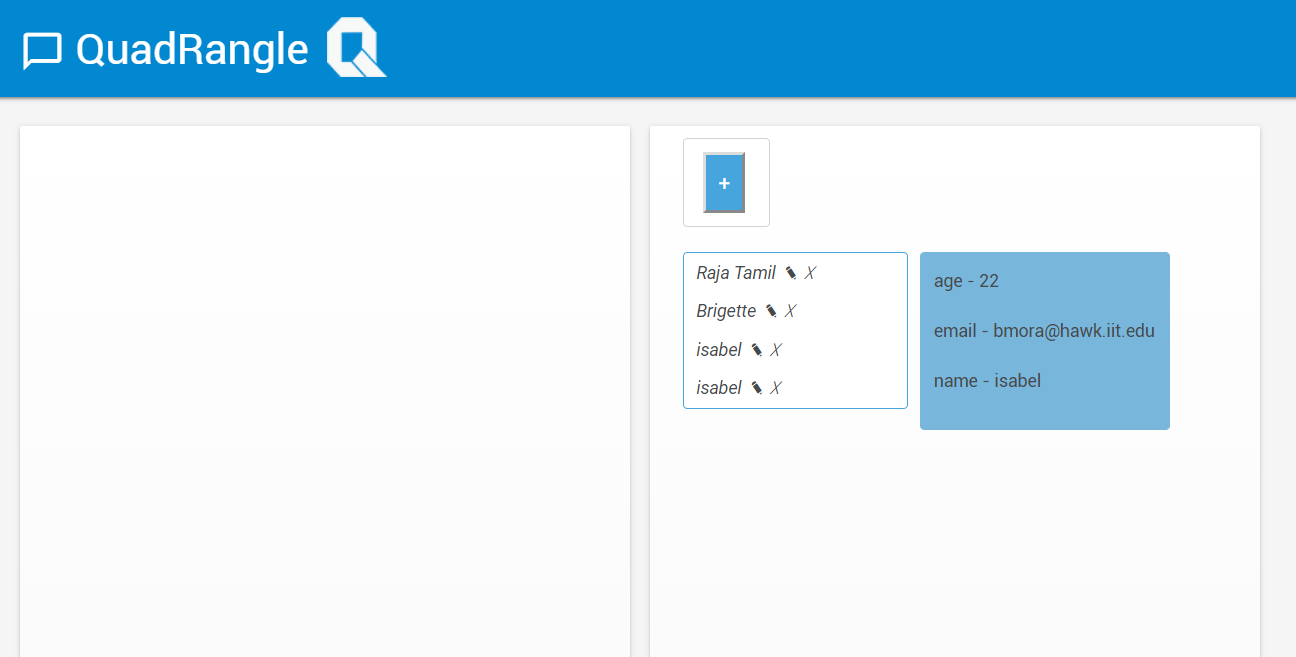 QuadRangle
+
Raja Tamil ✎ X
Brigette ✎ X
isabel ✎ X
isabel ✎ X
age - 22
email - bmora@hawk.iit.edu
name - isabel